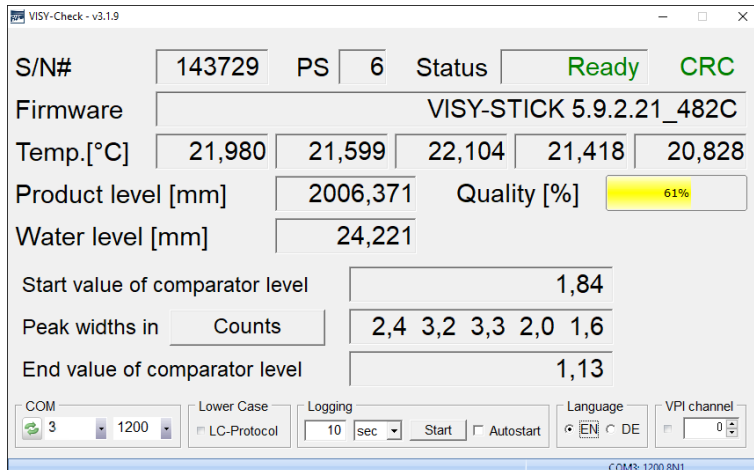 VISY-Check - v3.1.9
S/N# 143729 PS 6 Status Ready CRC
Firmware VISY-STICK 5.9.2.21_482C
Temp.[°C] 21,980 21,599 22,104 21,418 20,828
Product level [mm] 2006,371 Quality [%] 61%
Water level [mm] 24,221
Start value of comparator level 1,84
Peak widths in Counts 2,4 3,2 3,3 2,0 1,6
End value of comparator level 1,13
COM Lower Case Logging Language VPI channel
3 1200 LC-Protocol 10 sec Start Autostart EN DE 0
COM3: 1200,8N1